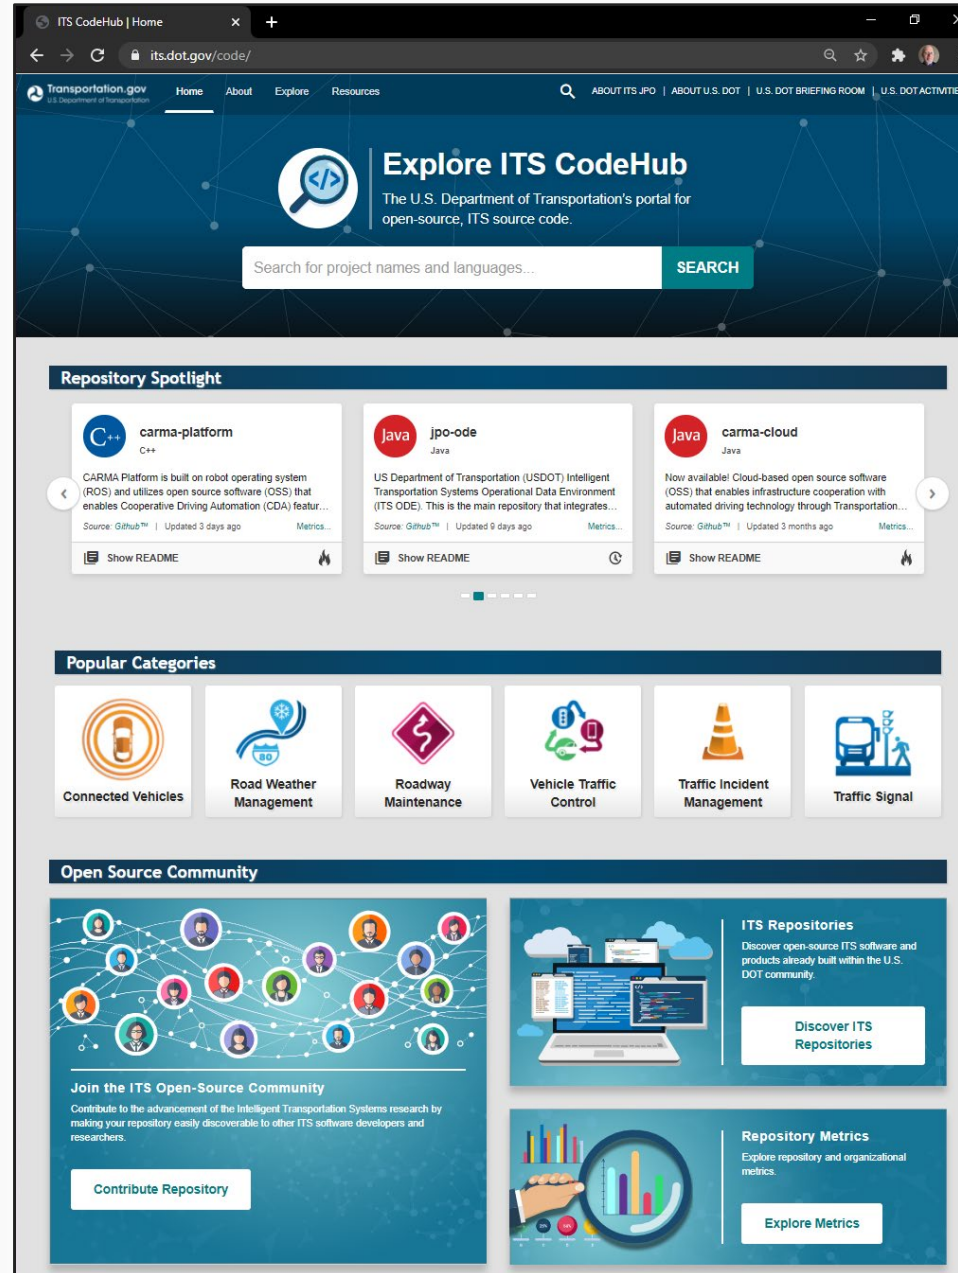 ITS CodeHub | Home
its.dot.gov/code/
Transportation.gov
U.S. Department of Transportation
Home About Explore Resources
ABOUT ITS JPO | ABOUT U.S. DOT | U.S. DOT BRIEFING ROOM | U.S. DOT ACTIVITIE
</>
Explore ITS CodeHub
The U.S. Department of Transportation's portal for
open-source, ITS source code.
Search for project names and languages...
SEARCH
Repository Spotlight
C++
carma-platform
C++
CARMA Platform is built on robot operating system
(ROS) and utilizes open source software (OSS) that
enables Cooperative Driving Automation (CDA) featur...
Source: Github™ | Updated 3 days ago Metrics...
Show README
Java
jpo-ode
Java
US Department of Transportation (USDOT) Intelligent
Transportation Systems Operational Data Environment
(ITS ODE). This is the main repository that integrates...
Source: Github™ | Updated 9 days ago Metrics...
Show README
Java
carma-cloud
Java
Now available! Cloud-based open source software
(OSS) that enables infrastructure cooperation with
automated driving technology through Transportation...
Source: Github™ | Updated 3 months ago Metrics...
Show README
Popular Categories
Connected Vehicles
80
Road Weather
Management
Roadway
Maintenance
Vehicle Traffic
Control
Traffic Incident
Management
Traffic Signal
Open Source Community
Join the ITS Open-Source Community
Contribute to the advancement of the Intelligent Transportation Systems research by
making your repository easily discoverable to other ITS software developers and
researchers.
Contribute Repository
ITS Repositories
Discover open-source ITS software and
products already built within the U.S.
DOT community.
Discover ITS
Repositories
Repository Metrics
Explore repository and organizational
metrics.
Explore Metrics